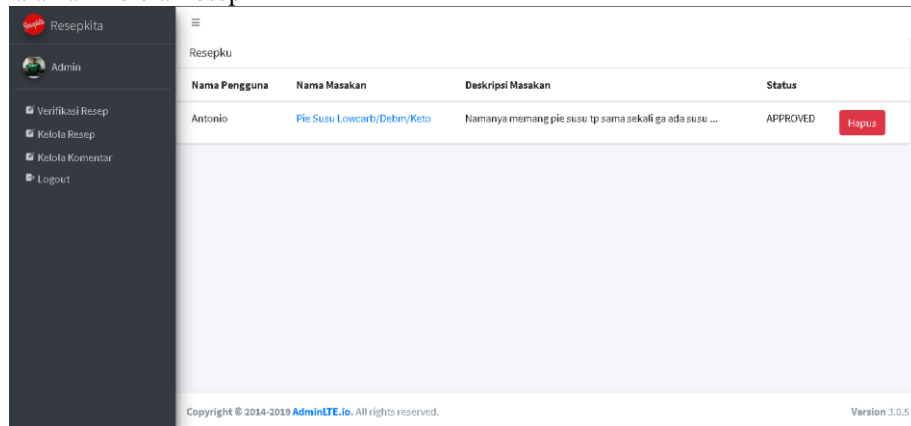 Resepkita
Admin
Verifikasi Resep
Kelola Resep
Kelola Komentar
Logout
Resepku
Nama Pengguna Nama Masakan Deskripsi Masakan Status
Antonio Pie Susu Lowcarb/Debm/Keto Namanya memang pie susu tp sama sekali ga ada susu ... APPROVED Hapus
Copyright © 2014-2019 AdminLTE.io. All rights reserved. Version 3.0.5